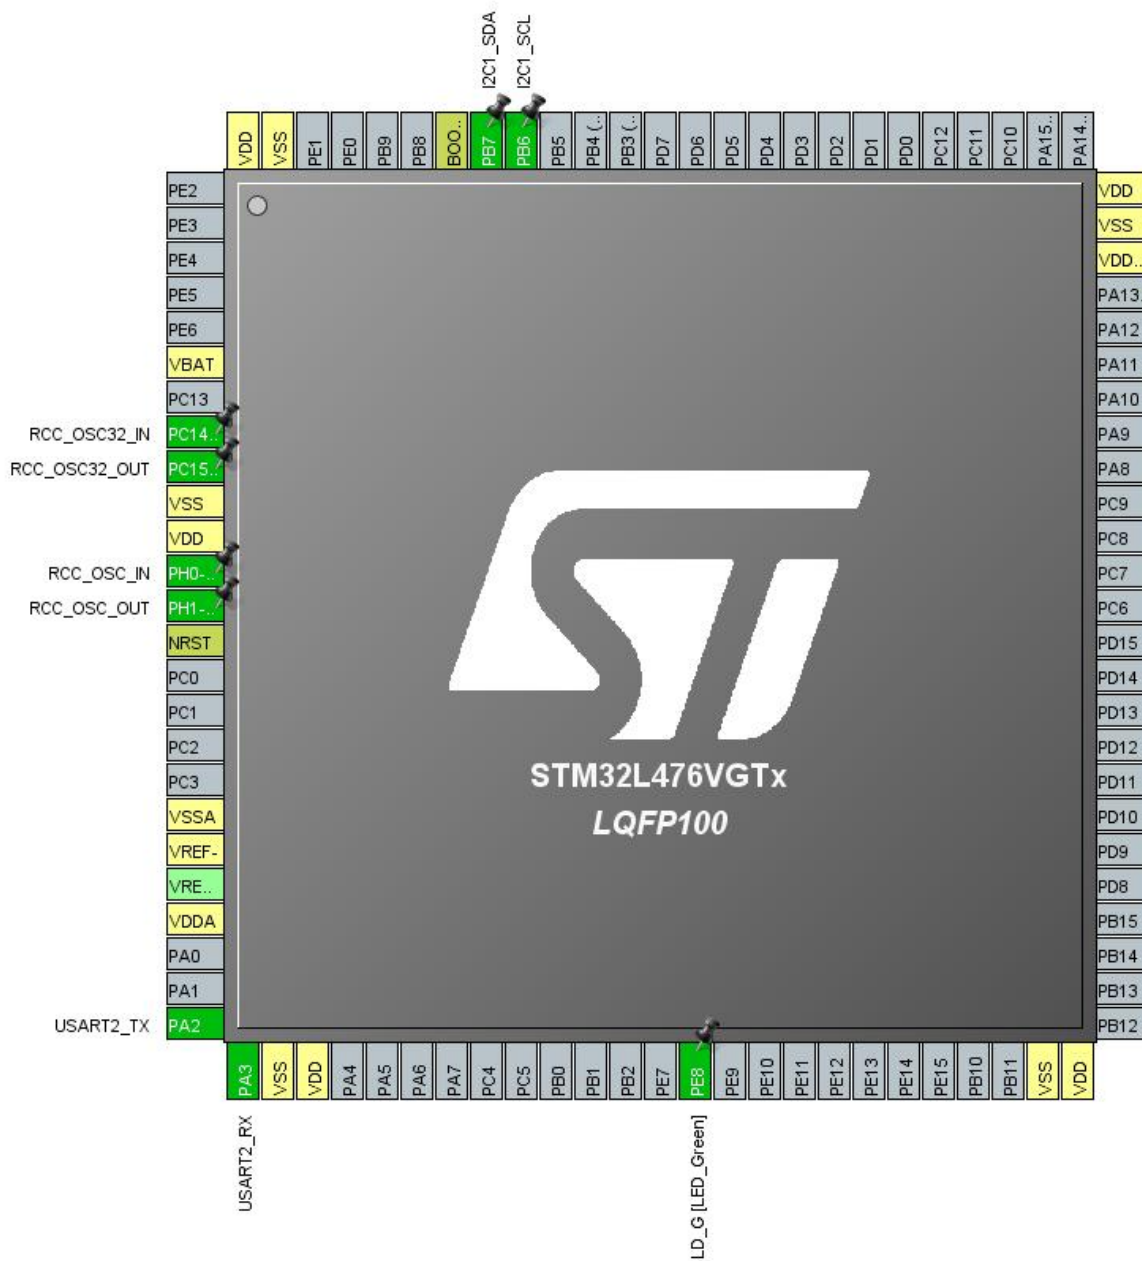 I2C1_SDA
I2C1_SCL
VDD
VSS
PE1
PE0
PB9
PB8
BOO..
PB7
PB6
PB5
PB4 (..
PB3 (..
PD7
PD6
PD5
PD4
PD3
PD2
PD1
PD0
PC12
PC11
PC10
PA15..
PA14..
PE2
PE3
PE4
PE5
PE6
VBAT
PC13
RCC_OSC32_IN PC14..
RCC_OSC32_OUT PC15..
VSS
VDD
RCC_OSC_IN PH0-..
RCC_OSC_OUT PH1-..
NRST
PC0
PC1
PC2
PC3
VSSA
VREF-
VRE..
VDDA
PA0
PA1
USART2_TX PA2
ST
STM32L476VGTx
LQFP100
VDD
VSS
VDD..
PA13.
PA12
PA11
PA10
PA9
PA8
PC9
PC8
PC7
PC6
PD15
PD14
PD13
PD12
PD11
PD10
PD9
PD8
PB15
PB14
PB13
PB12
PA3
VSS
VDD
PA4
PA5
PA6
PA7
PC4
PC5
PB0
PB1
PB2
PE7
PE8
PE9
PE10
PE11
PE12
PE13
PE14
PE15
PB10
PB11
VSS
VDD
USART2_RX
LD_G [LED_Green]